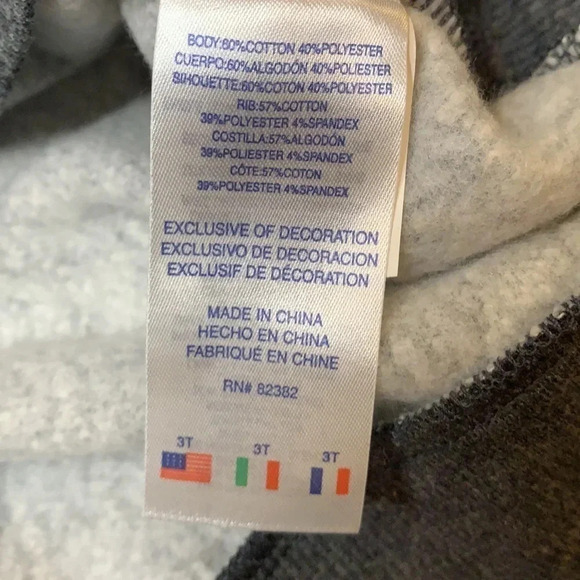 BODY:60%COTTON 40%POLYESTER
CUERPO:60%ALGODÓN 40%POLIESTER
SIHOUETTE:60%COTON 40%POLYESTER
RIB:57%COTTON
39%POLYESTER 4%SPANDEX
COSTILLA:57%ALGODÓN
39%POLIESTER 4%SPANDEX
CÔTE:57%COTON
39%POLYESTER 4%SPANDEX
EXCLUSIVE OF DECORATION
EXCLUSIVO DE DECORACION
EXCLUSIF DE DÉCORATION
MADE IN CHINA
HECHO EN CHINA
FABRIQUÉ EN CHINE
RN# 82382
3T 3T 3T